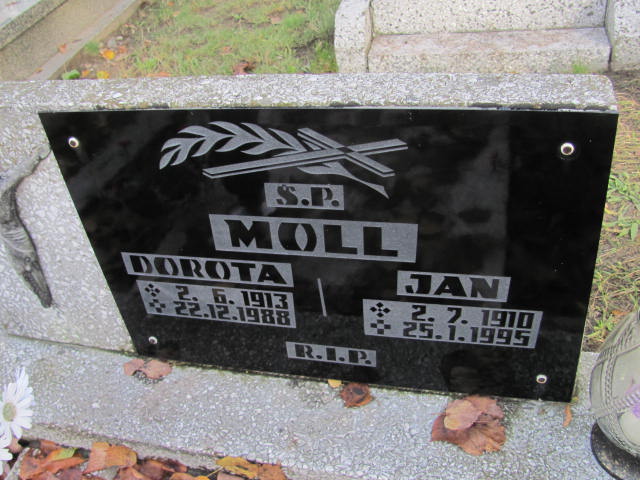 Ś.P.
MOLL
DOROTA
2. 6. 1913
22.12.1988
JAN
2. 7. 1910
25. 1. 1995
R.I.P.